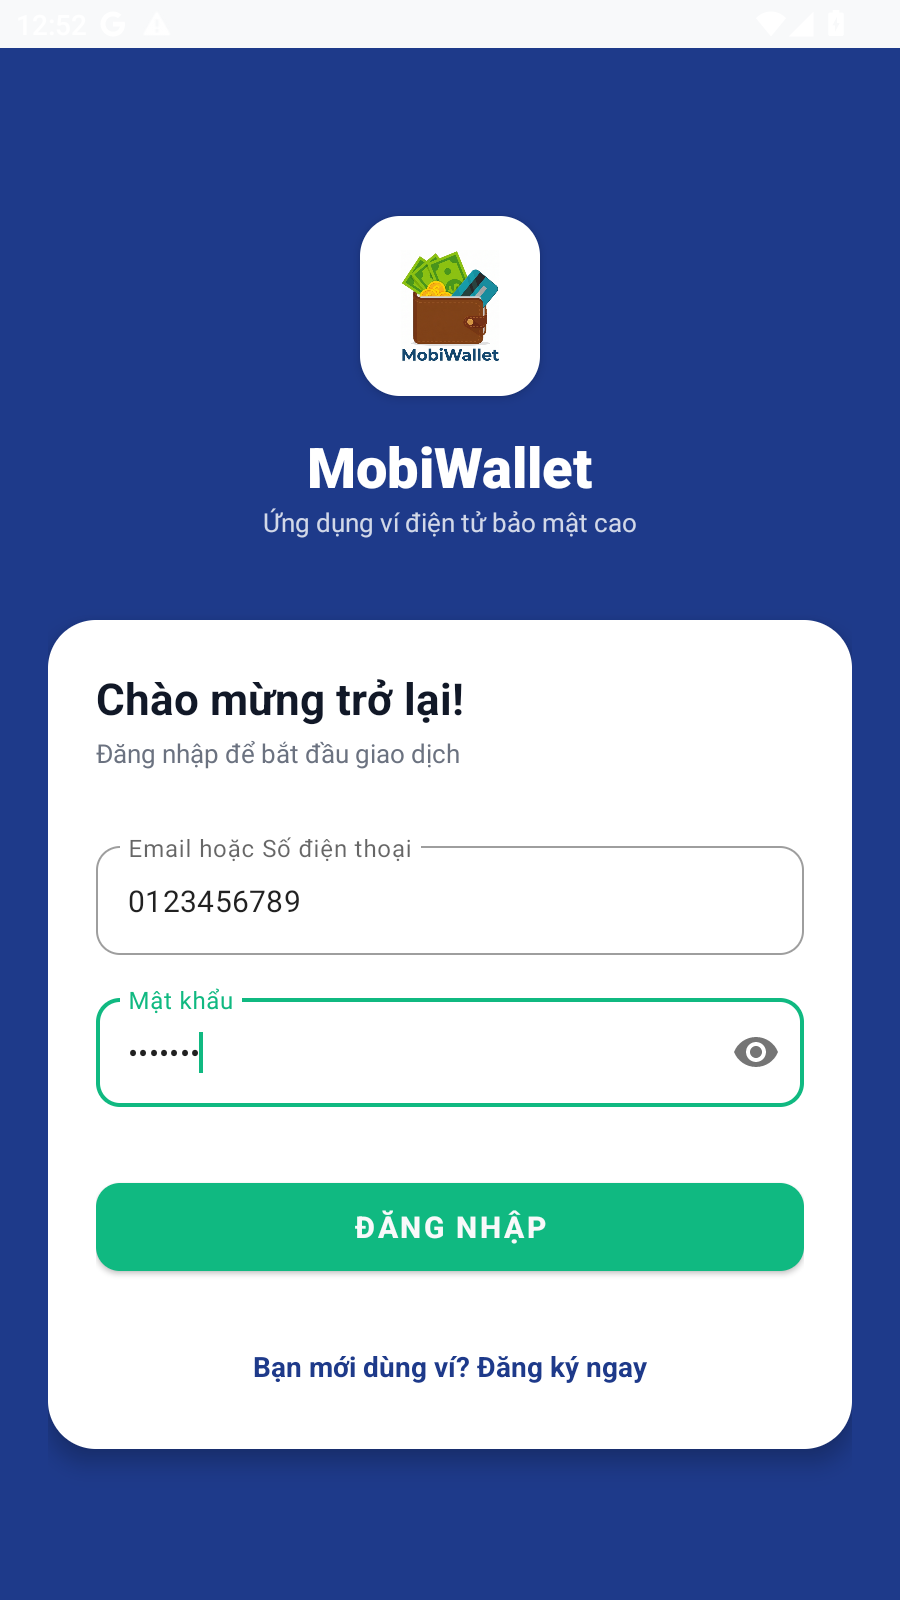 12:52
MobiWallet
MobiWallet
Ứng dụng ví điện tử bảo mật cao
Chào mừng trở lại!
Đăng nhập để bắt đầu giao dịch
Email hoặc Số điện thoại
0123456789
Mật khẩu
•••••••
ĐĂNG NHẬP
Bạn mới dùng ví? Đăng ký ngay